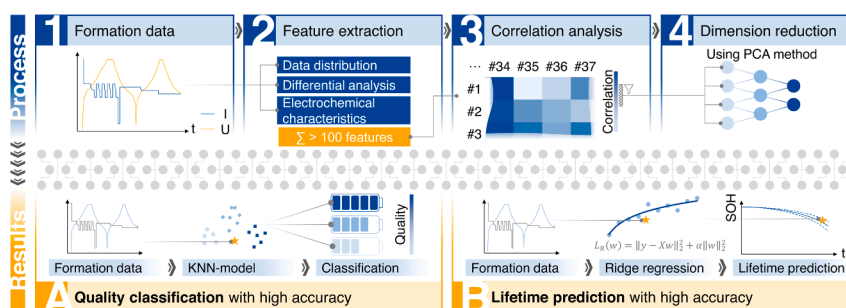 Process
1 Formation data
I
U
t
2 Feature extraction
Data distribution
Differential analysis
Electrochemical
characteristics
∑ > 100 features
3 Correlation analysis
... #34 #35 #36 #37
#1
#2
#3
Correlation
4 Dimension reduction
Using PCA method
Results
Quality
Formation data
KNN-model
Classification
A Quality classification with high accuracy
L_R(w) = ‖y − Xw‖₂² + α‖w‖₂²
SOH
t
Formation data
Ridge regression
Lifetime prediction
B Lifetime prediction with high accuracy